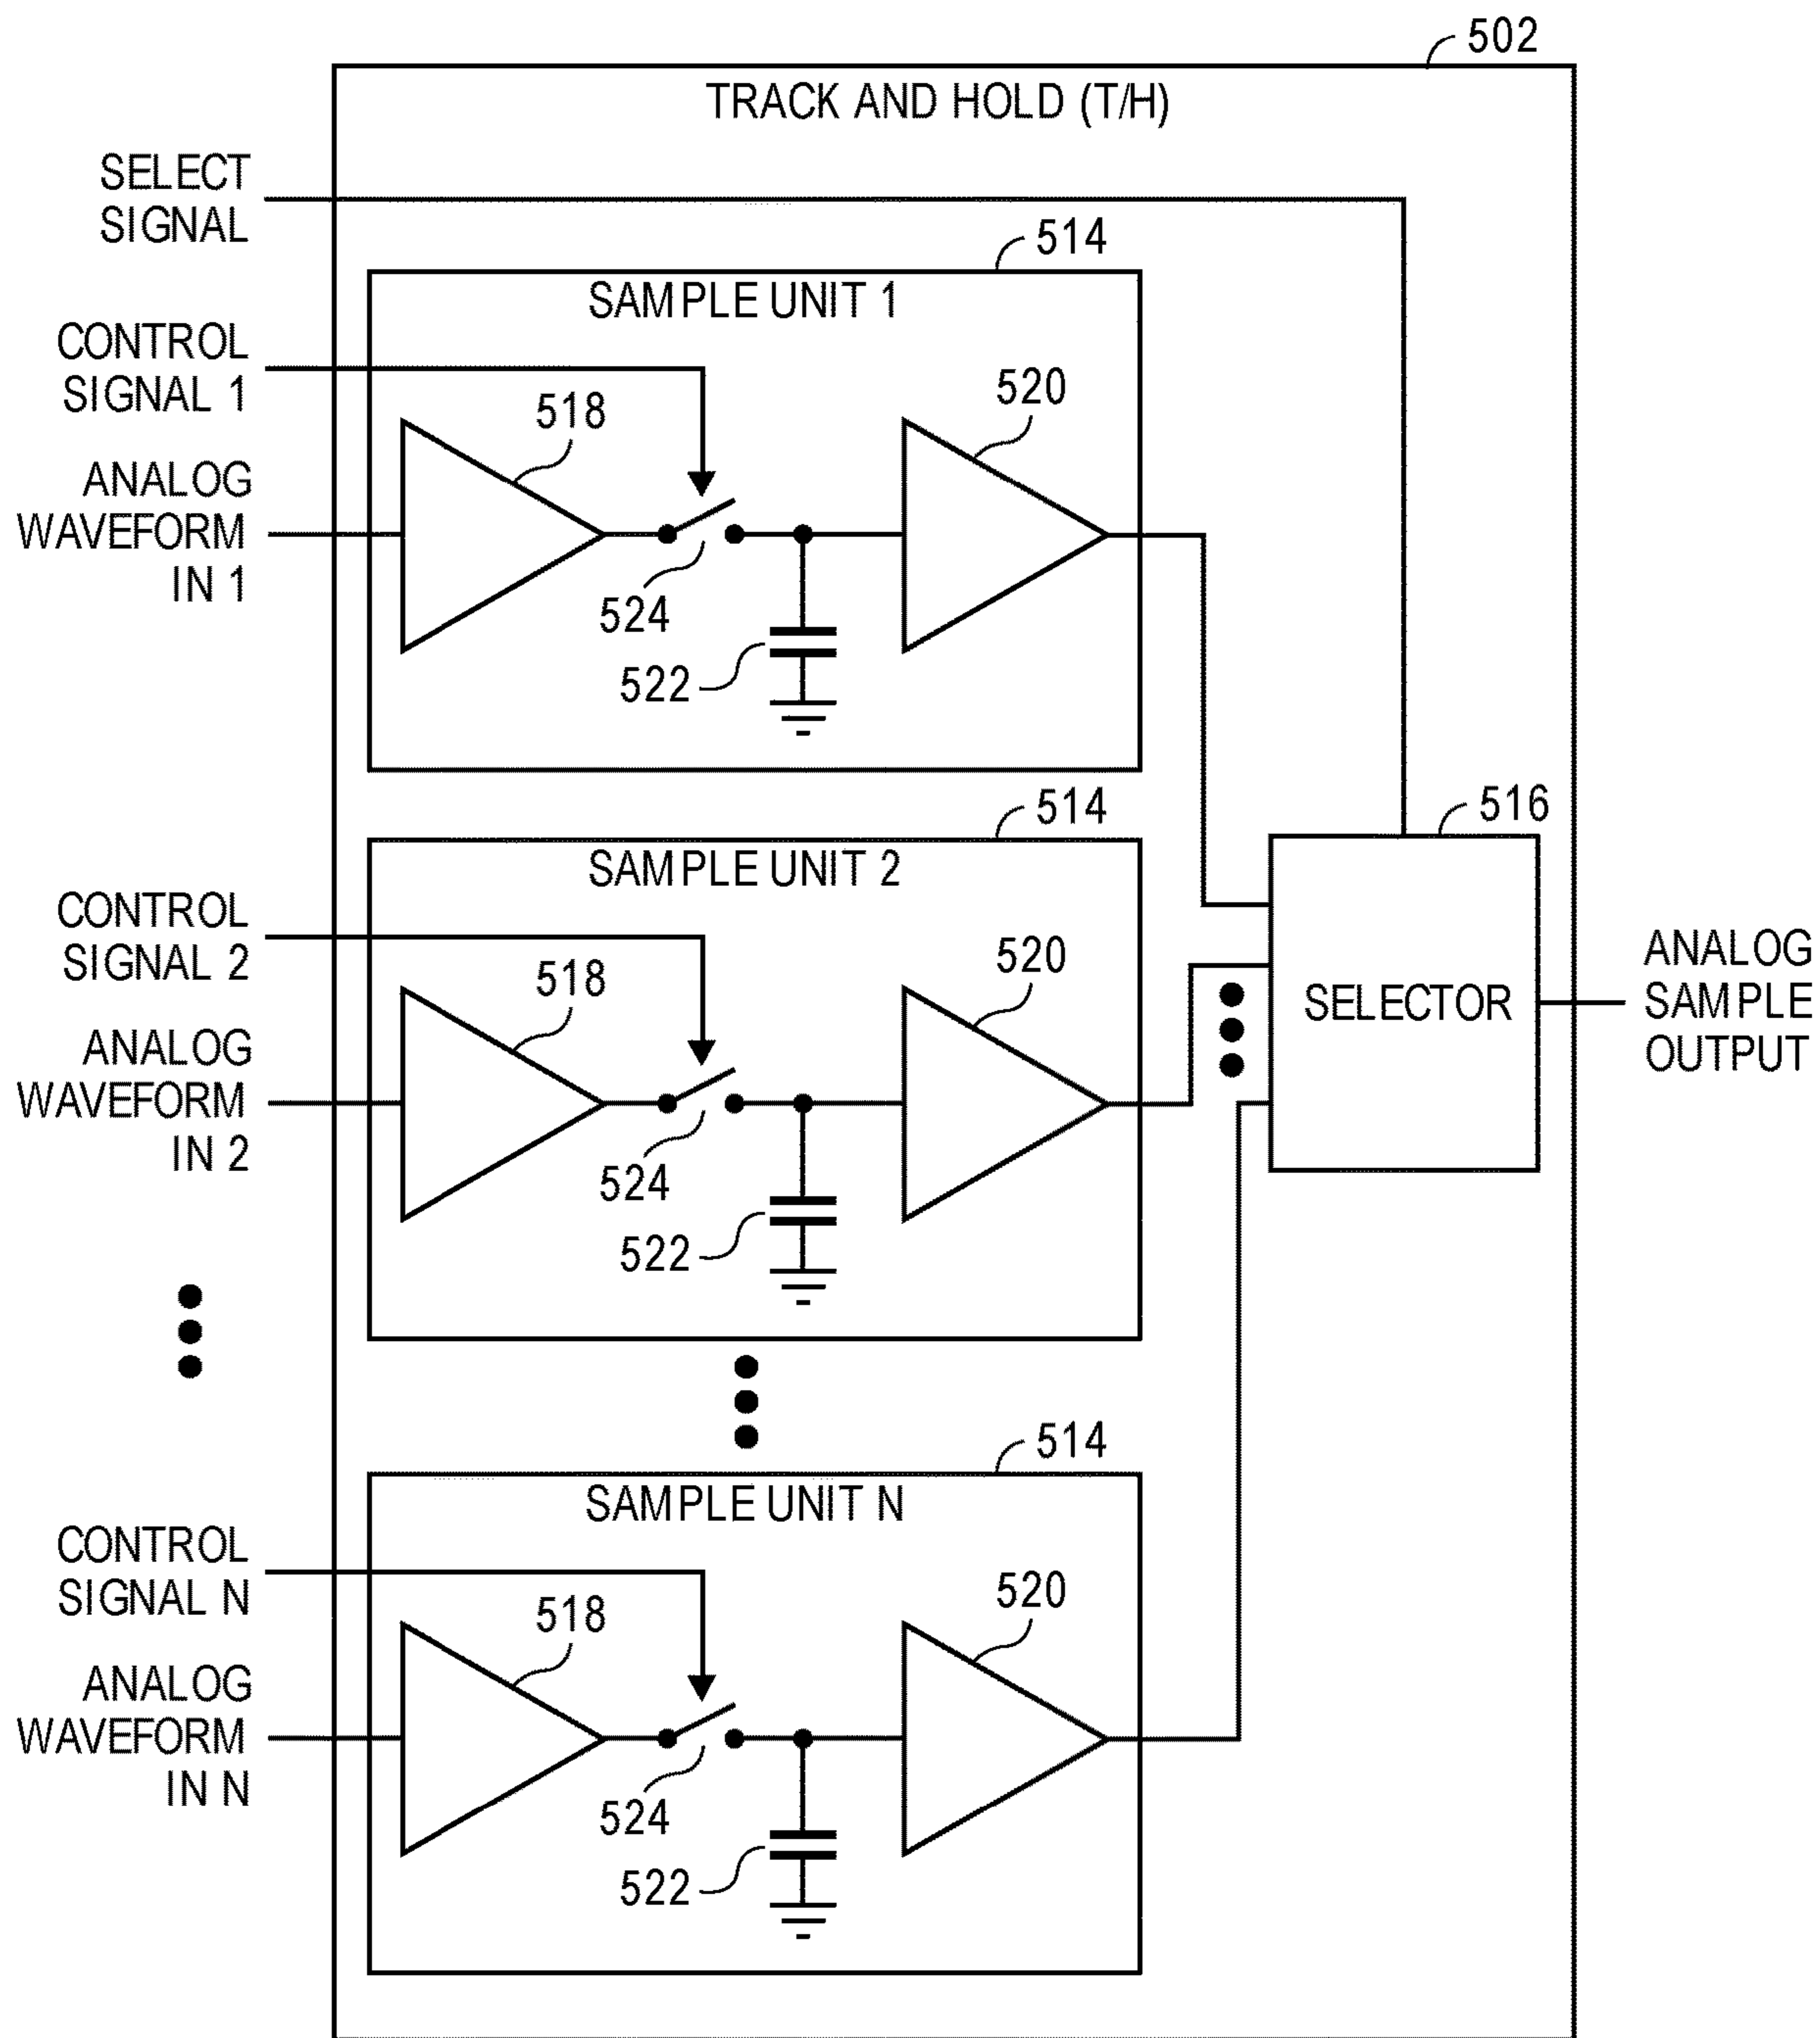 502
TRACK AND HOLD (T/H)
SELECT
SIGNAL
514
SAMPLE UNIT 1
CONTROL
SIGNAL 1
518
520
ANALOG
WAVEFORM
IN 1
524
522
514
516
SAMPLE UNIT 2
CONTROL
SIGNAL 2
518
520
ANALOG
WAVEFORM
IN 2
524
522
SELECTOR
ANALOG
SAMPLE
OUTPUT
514
SAMPLE UNIT N
CONTROL
SIGNAL N
518
520
ANALOG
WAVEFORM
IN N
524
522